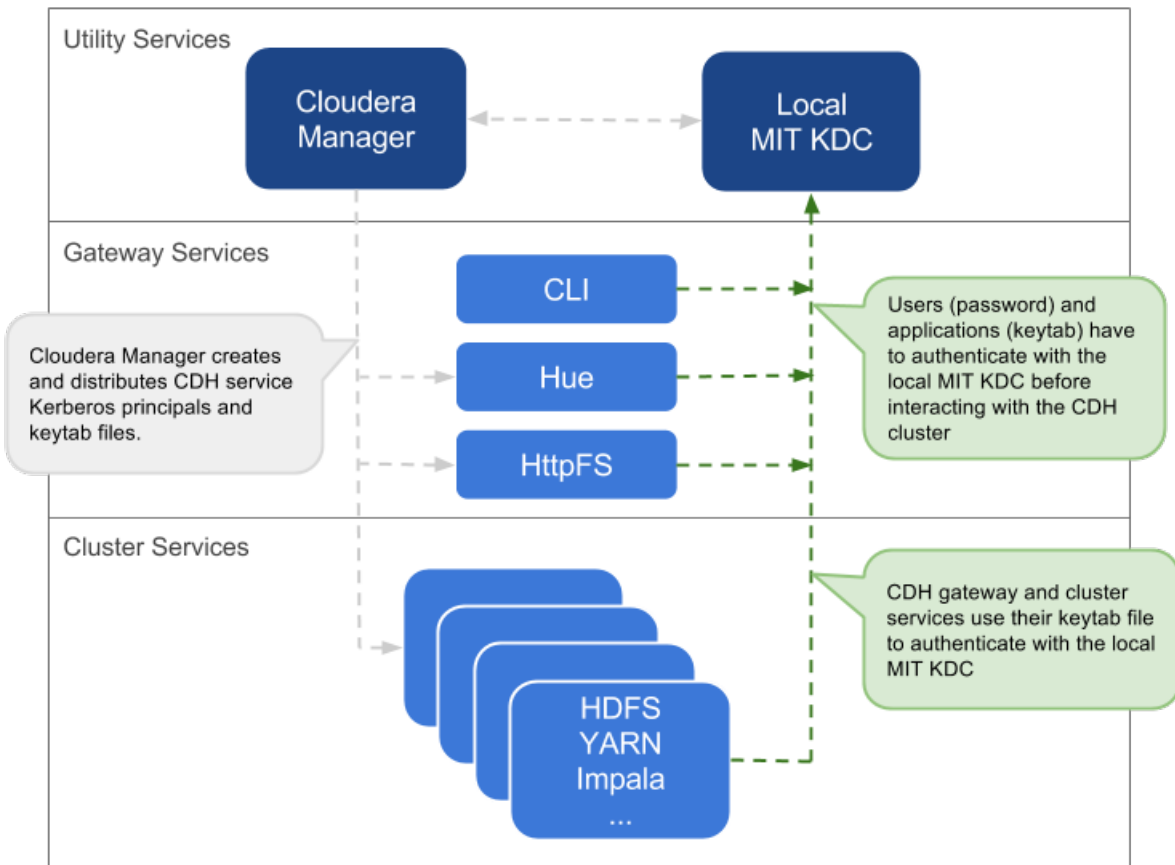 Utility Services
Cloudera
Manager
Local
MIT KDC
Gateway Services
CLI
Hue
HttpFS
Cloudera Manager creates
and distributes CDH service
Kerberos principals and
keytab files.
Users (password) and
applications (keytab) have
to authenticate with the
local MIT KDC before
interacting with the CDH
cluster
Cluster Services
HDFS
YARN
Impala
...
CDH gateway and cluster
services use their keytab file
to authenticate with the local
MIT KDC